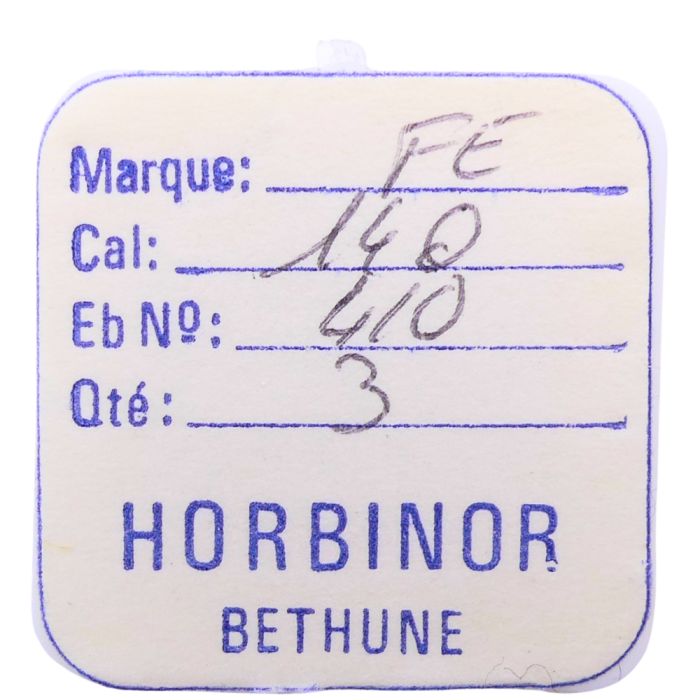 Marque: FE
Cal: 140
Eb Nº: 410
Qté: 3
HORBINOR
BETHUNE